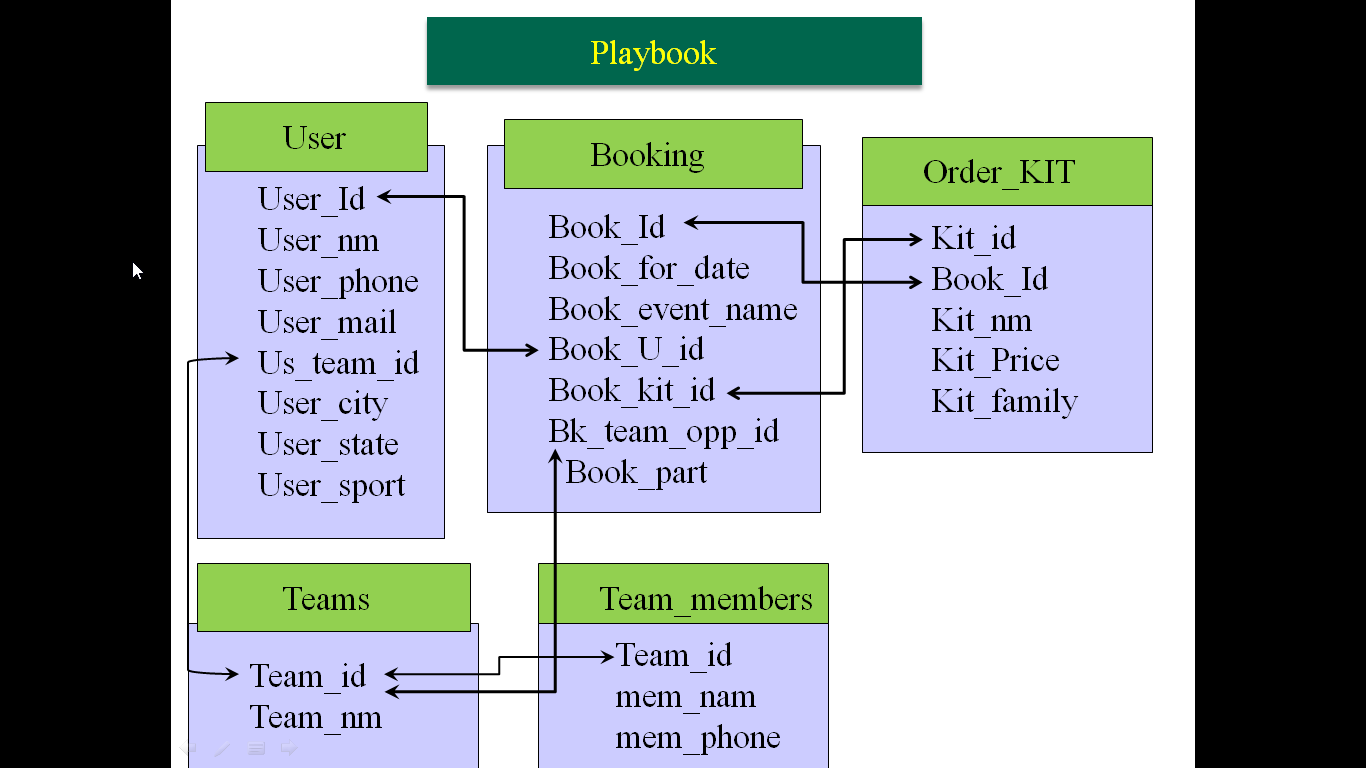 Playbook
User
User_Id
User_nm
User_phone
User_mail
Us_team_id
User_city
User_state
User_sport
Booking
Book_Id
Book_for_date
Book_event_name
Book_U_id
Book_kit_id
Bk_team_opp_id
Book_part
Order_KIT
Kit_id
Book_Id
Kit_nm
Kit_Price
Kit_family
Teams
Team_id
Team_nm
Team_members
Team_id
mem_nam
mem_phone